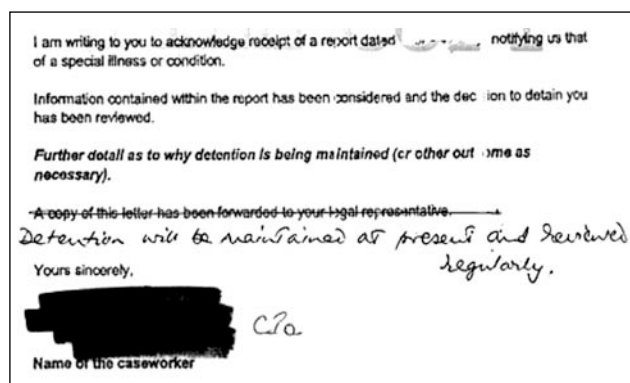 I am writing to you to acknowledge receipt of a report dated , notifying us that
of a special illness or condition.
Information contained within the report has been considered and the dec ion to detain you
has been reviewed.
Further detail as to why detention is being maintained (or other out ome as
necessary).
A copy of this letter has been forwarded to your legal representative.
Detention will be maintained at present and reviewed
regularly.
Yours sincerely,
Name of the caseworker